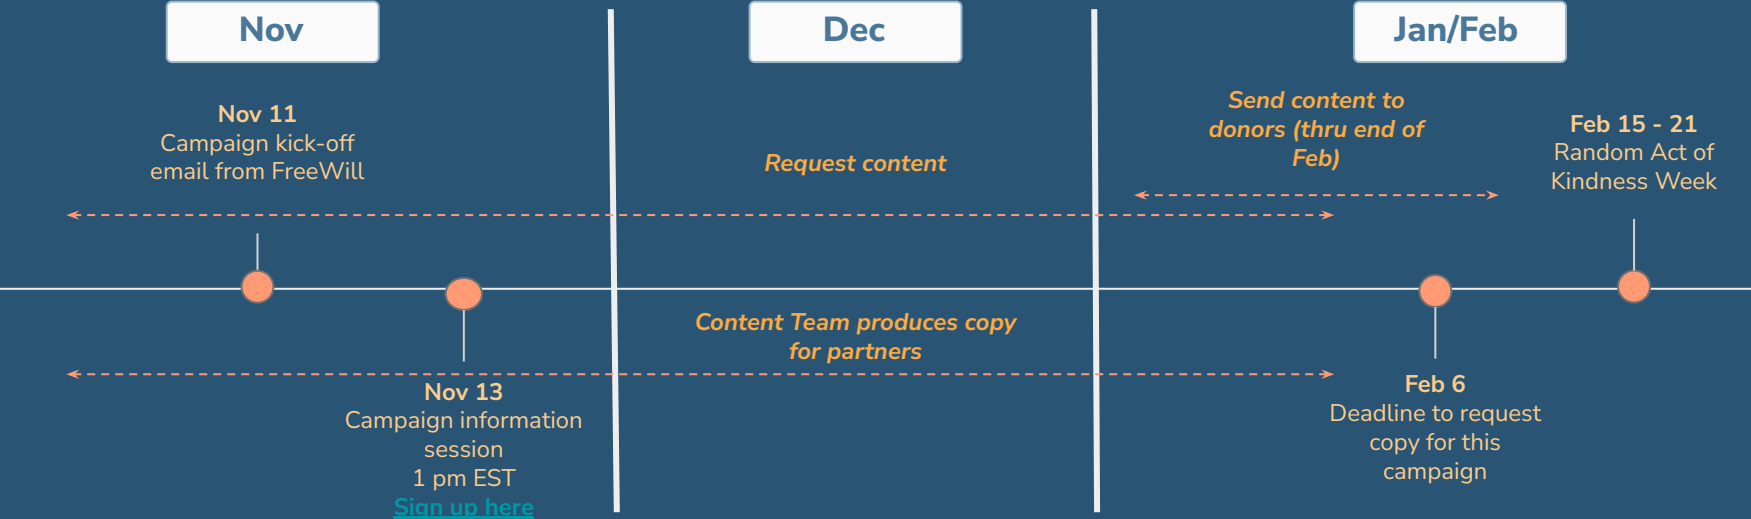 Nov
Dec
Jan/Feb
Nov 11
Campaign kick-off
email from FreeWill
Request content
Send content to
donors (thru end of
Feb)
Feb 15 - 21
Random Act of
Kindness Week
Content Team produces copy
for partners
Nov 13
Campaign information
session
1 pm EST
Sign up here
Feb 6
Deadline to request
copy for this
campaign